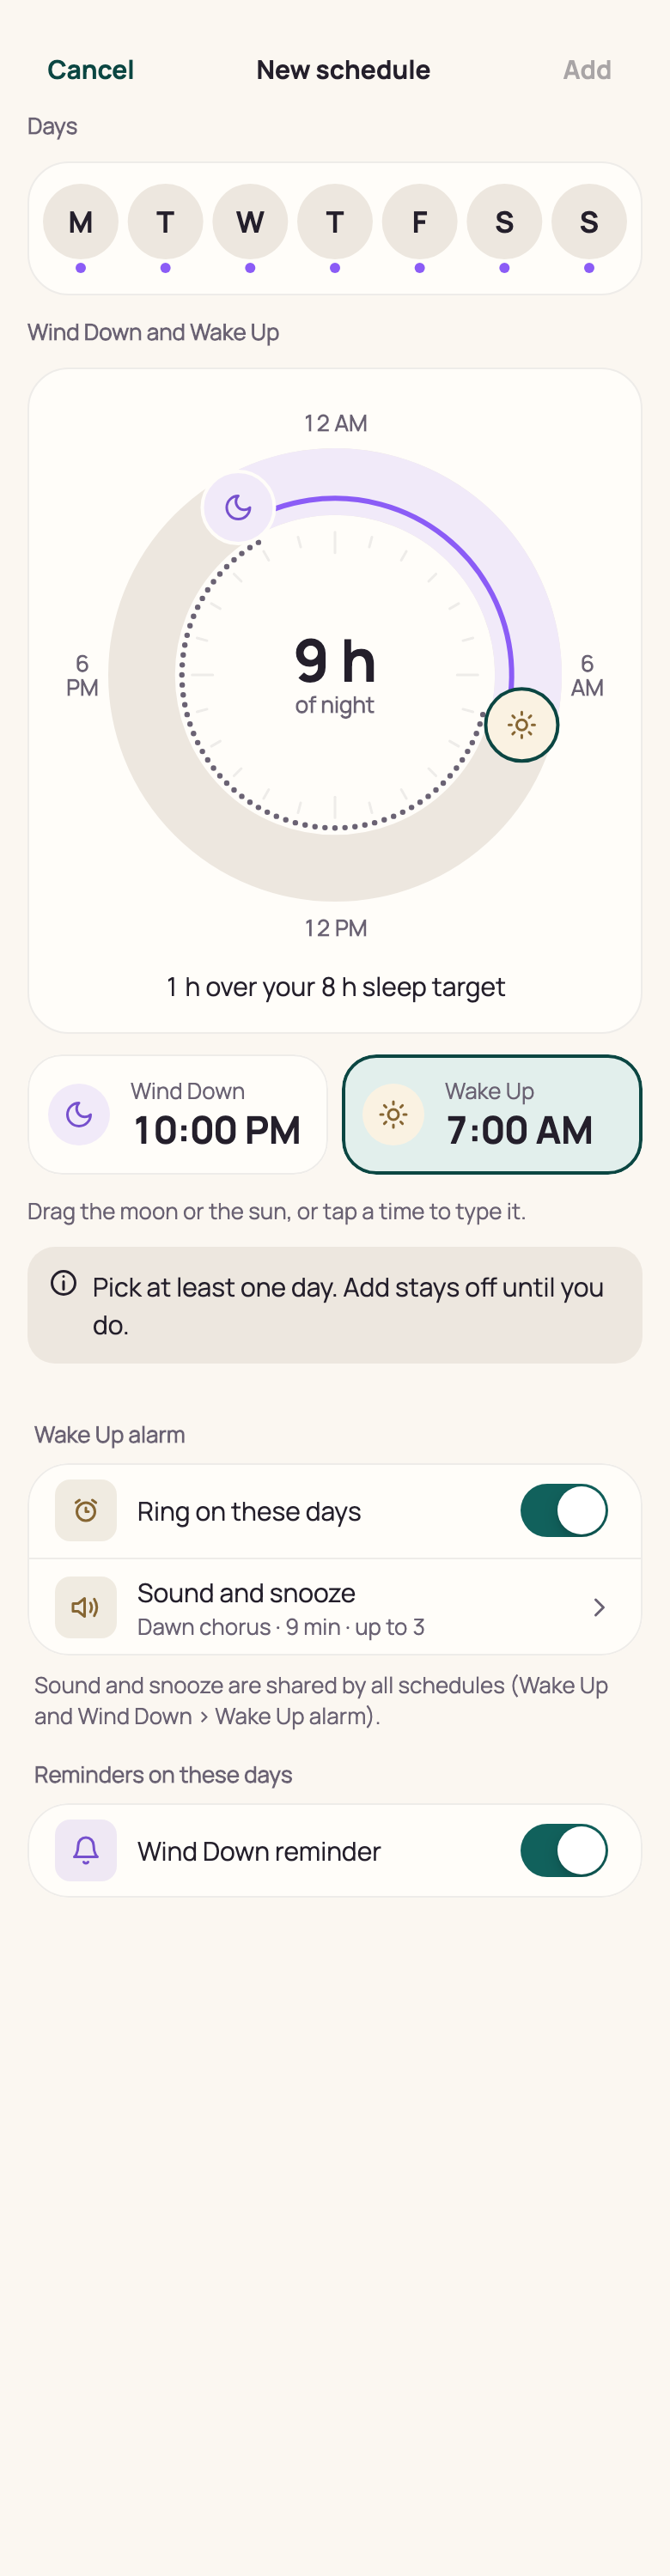 Cancel New schedule Add
Days
M T W T F S S
Wind Down and Wake Up
12 AM
6 PM
9 h
of night
6 AM
12 PM
1 h over your 8 h sleep target
Wind Down
10:00 PM
Wake Up
7:00 AM
Drag the moon or the sun, or tap a time to type it.
Pick at least one day. Add stays off until you
do.
Wake Up alarm
Ring on these days
Sound and snooze
Dawn chorus · 9 min · up to 3
Sound and snooze are shared by all schedules (Wake Up
and Wind Down > Wake Up alarm).
Reminders on these days
Wind Down reminder